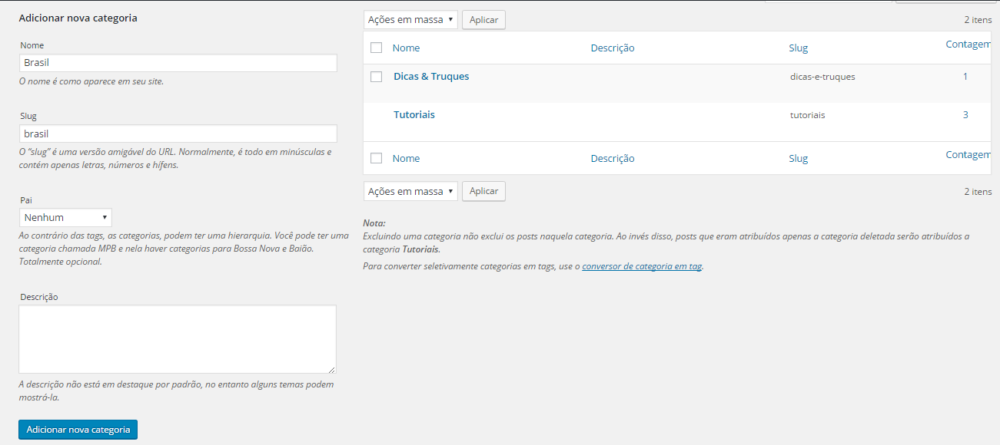 Adicionar nova categoria
Nome
Brasil
O nome é como aparece em seu site.
Slug
brasil
O “slug” é uma versão amigável do URL. Normalmente, é todo em minúsculas e
contém apenas letras, números e hífens.
Pai
Nenhum
Ao contrário das tags, as categorias, podem ter uma hierarquia. Você pode ter uma
categoria chamada MPB e nela haver categorias para Bossa Nova e Baião.
Totalmente opcional.
Descrição
A descrição não está em destaque por padrão, no entanto alguns temas podem
mostrá-la.
Adicionar nova categoria
Ações em massa Aplicar 2 itens
Nome Descrição Slug Contagem
Dicas & Truques dicas-e-truques 1
Tutoriais tutoriais 3
Nome Descrição Slug Contagem
Ações em massa Aplicar 2 itens
Nota:
Excluindo uma categoria não exclui os posts naquela categoria. Ao invés disso, posts que eram atribuídos apenas a categoria deletada serão atribuídos a
categoria Tutoriais.
Para converter seletivamente categorias em tags, use o conversor de categoria em tag.